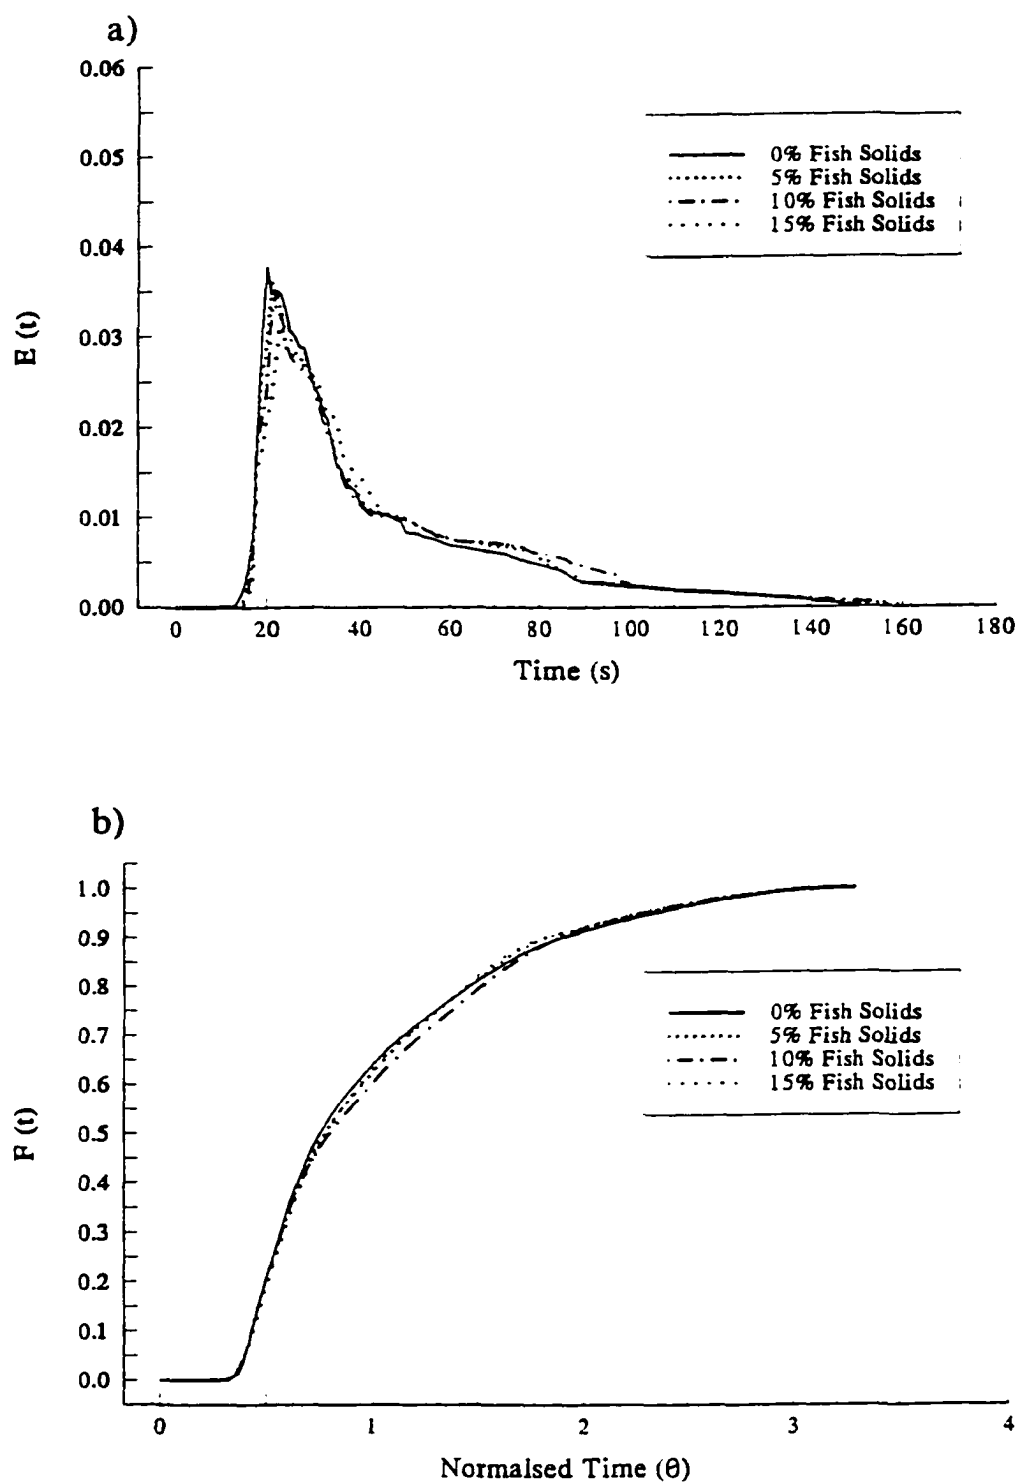 a)
0.06
0.05
0.04
0.03
0.02
0.01
0.00
E (t)
0% Fish Solids
5% Fish Solids
10% Fish Solids
15% Fish Solids
0 20 40 60 80 100 120 140 160 180
Time (s)
b)
1.0
0.9
0.8
0.7
0.6
0.5
0.4
0.3
0.2
0.1
0.0
F (t)
0% Fish Solids
5% Fish Solids
10% Fish Solids
15% Fish Solids
0 1 2 3 4
Normalsed Time (θ)